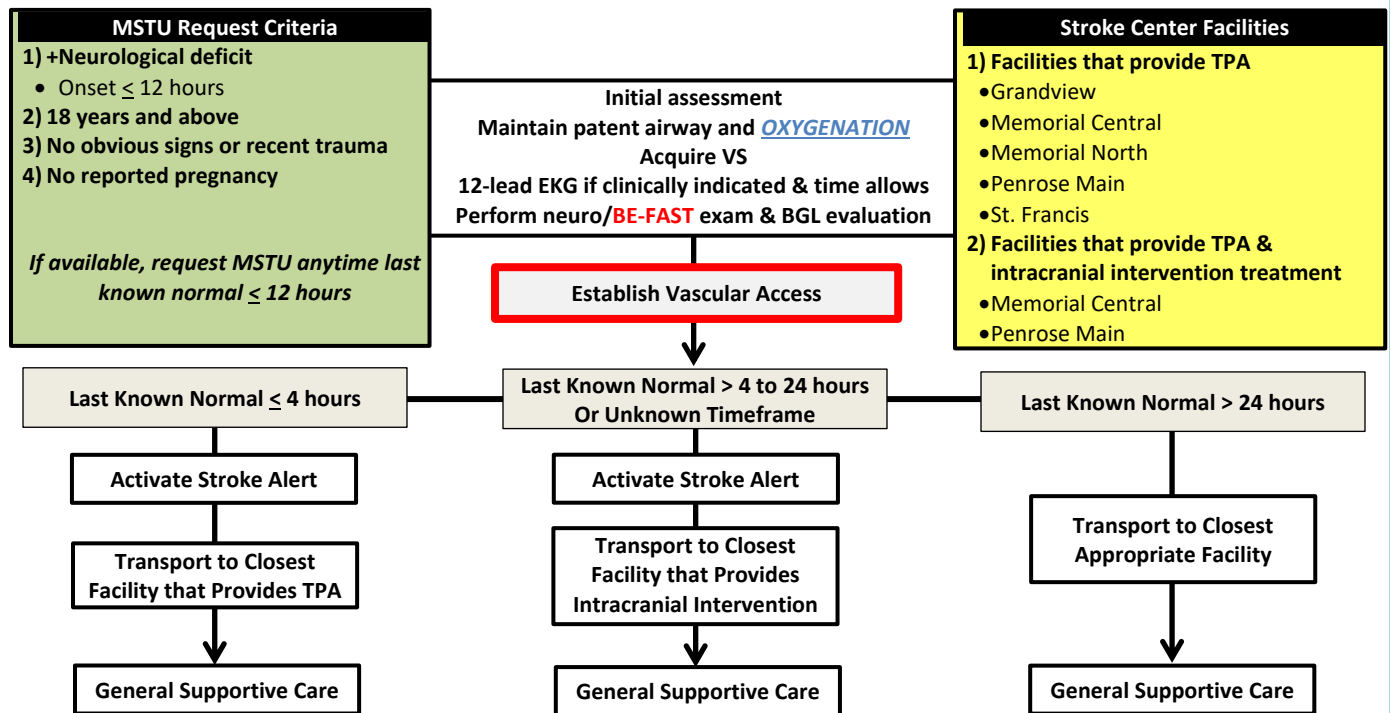 MSTU Request Criteria
1) +Neurological deficit
• Onset < 12 hours
2) 18 years and above
3) No obvious signs or recent trauma
4) No reported pregnancy
If available, request MSTU anytime last
known normal < 12 hours
Initial assessment
Maintain patent airway and OXYGENATION
Acquire VS
12-lead EKG if clinically indicated & time allows
Perform neuro/BE-FAST exam & BGL evaluation
Stroke Center Facilities
1) Facilities that provide TPA
•Grandview
•Memorial Central
•Memorial North
•Penrose Main
•St. Francis
2) Facilities that provide TPA &
intracranial intervention treatment
•Memorial Central
•Penrose Main
Establish Vascular Access
Last Known Normal < 4 hours
Last Known Normal > 4 to 24 hours
Or Unknown Timeframe
Last Known Normal > 24 hours
Activate Stroke Alert
Transport to Closest
Facility that Provides TPA
General Supportive Care
Activate Stroke Alert
Transport to Closest
Facility that Provides
Intracranial Intervention
General Supportive Care
Transport to Closest
Appropriate Facility
General Supportive Care